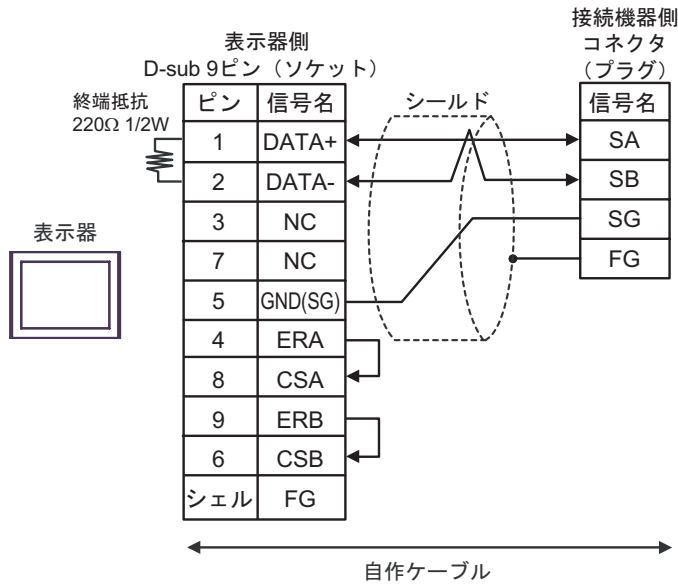 接続機器側
コネクタ
（プラグ）
表示器側
D-sub 9ピン（ソケット）
終端抵抗
220Ω 1/2W
ピン 信号名
シールド
信号名
1 DATA+
SA
2 DATA-
SB
3 NC
SG
7 NC
FG
5 GND(SG)
4 ERA
8 CSA
9 ERB
6 CSB
シェル FG
表示器
自作ケーブル